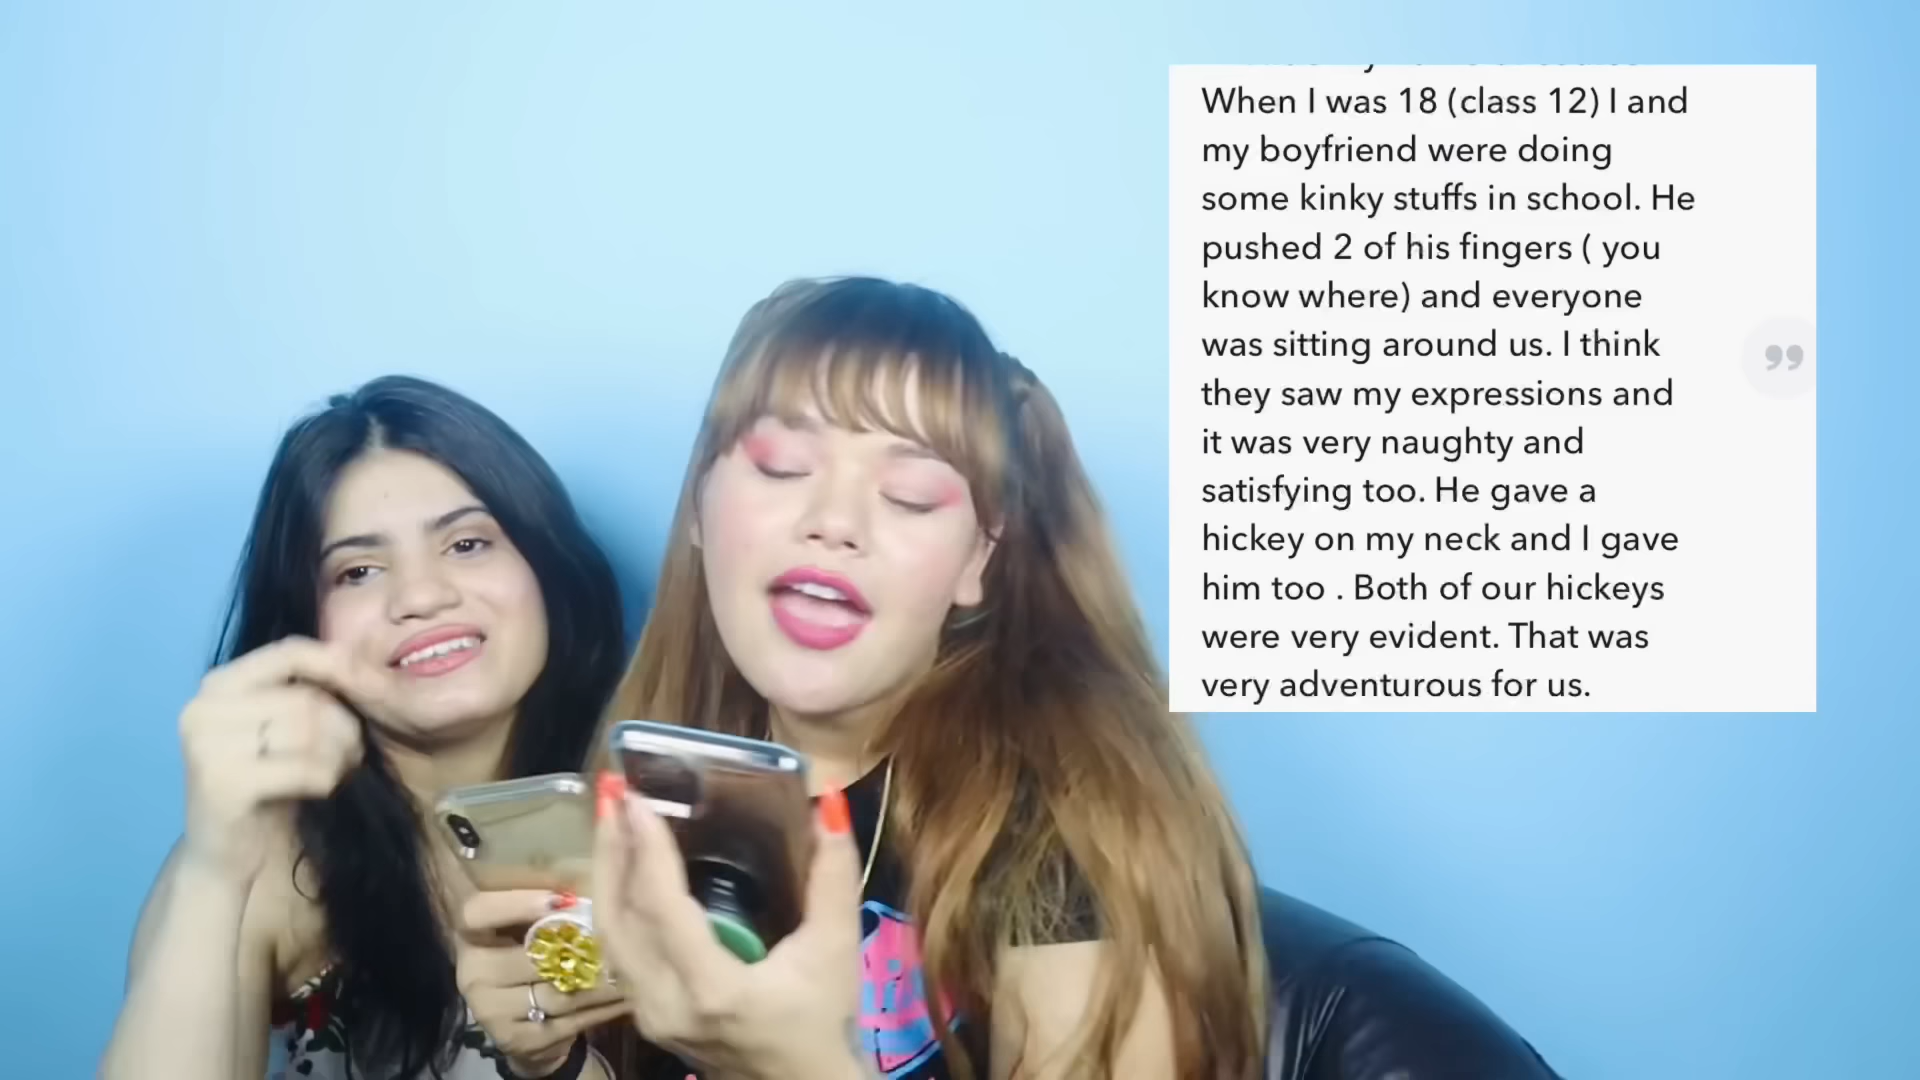 When I was 18 (class 12) I and
my boyfriend were doing
some kinky stuffs in school. He
pushed 2 of his fingers ( you
know where) and everyone
was sitting around us. I think
they saw my expressions and
it was very naughty and
satisfying too. He gave a
hickey on my neck and I gave
him too . Both of our hickeys
were very evident. That was
very adventurous for us.